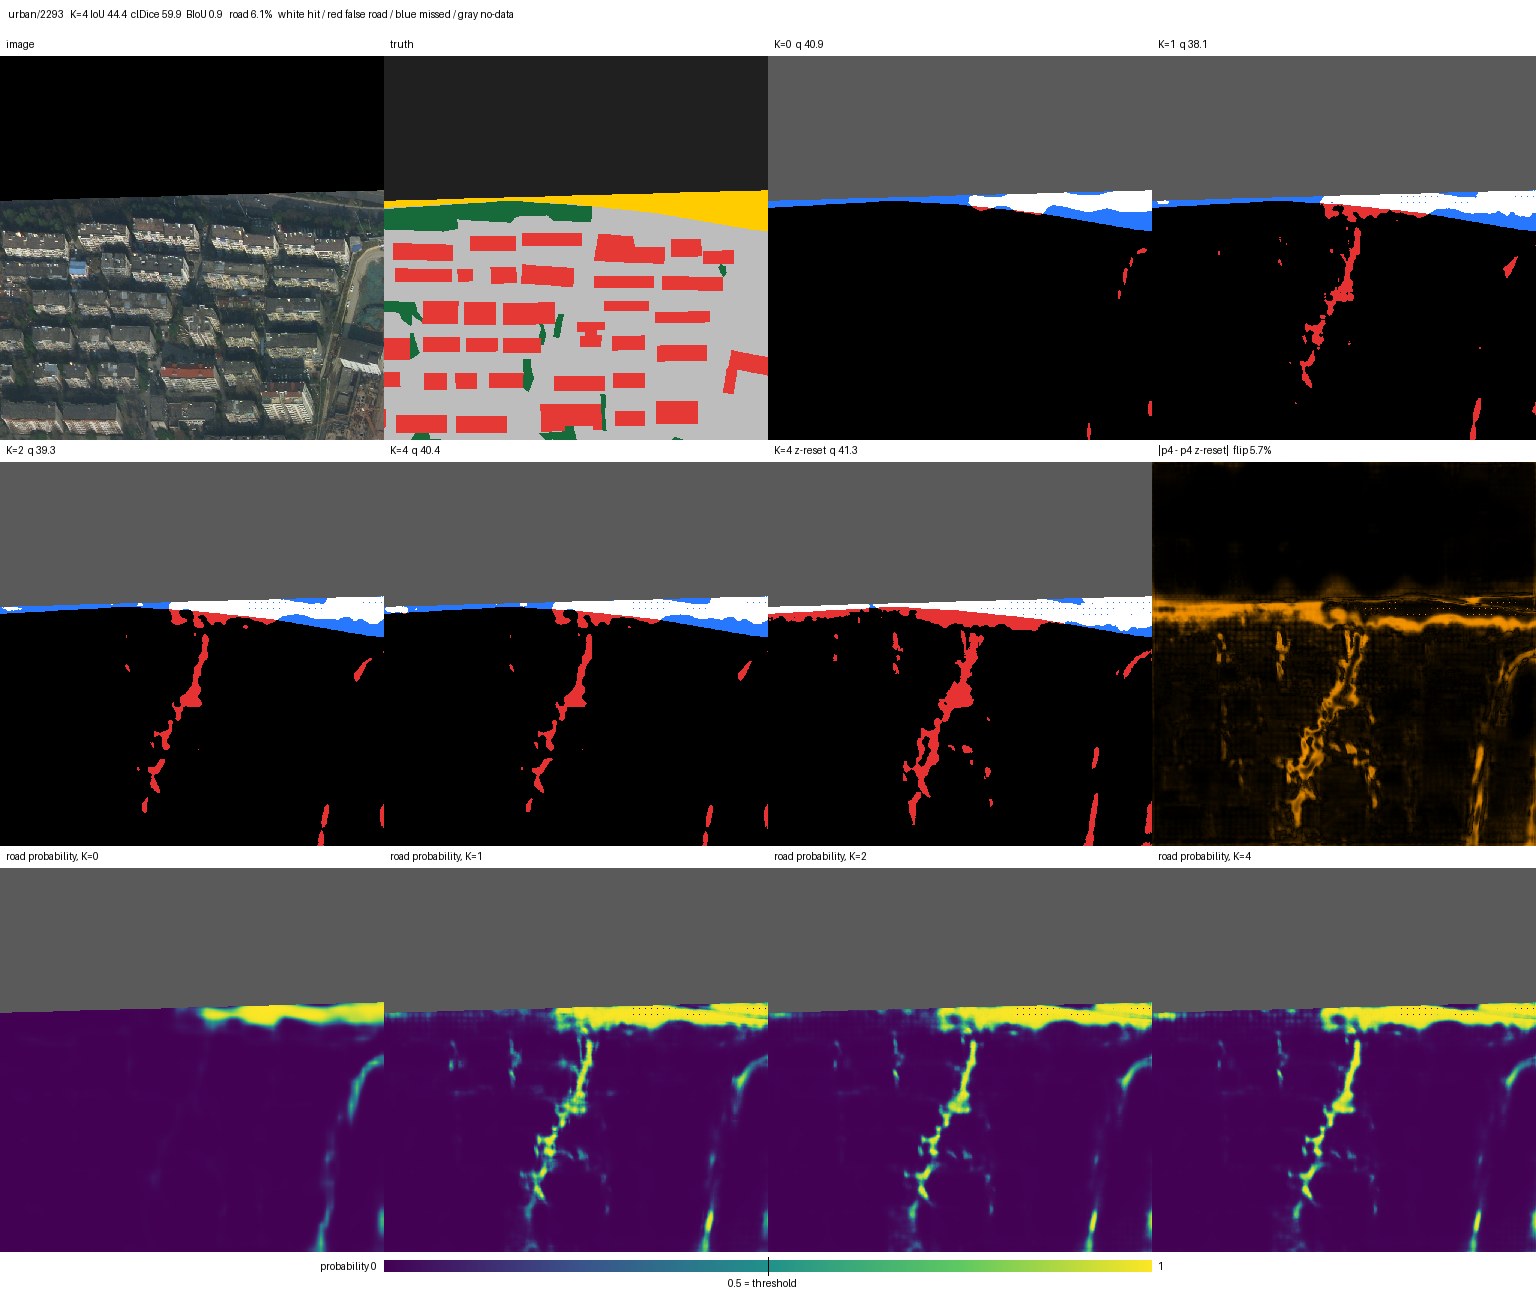 urban/2293 K=4 IoU 44.4 clDice 59.9 BIoU 0.9 road 6.1% white hit / red false road / blue missed / gray no-data
image truth K=0 q 40.9 K=1 q 38.1
K=2 q 39.3 K=4 q 40.4 K=4 z-reset q 41.3 |p4 - p4 z-reset| flip 5.7%
road probability, K=0 road probability, K=1 road probability, K=2 road probability, K=4
probability 0 1
0.5 = threshold